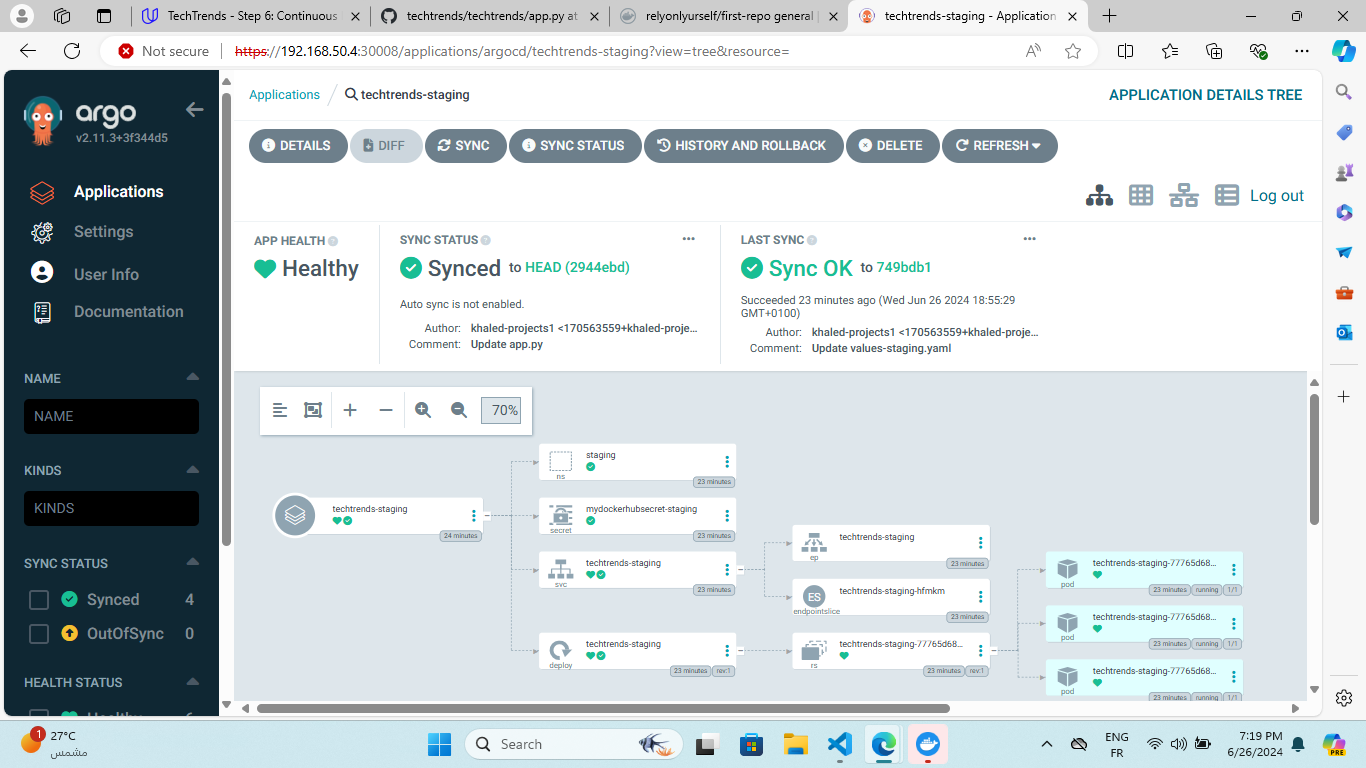 TechTrends - Step 6: Continuous
techtrends/techtrends/app.py at
relyonlyurself/first-repo general |
techtrends-staging - Application
Not secure
https://192.168.50.4:30008/applications/argocd/techtrends-staging?view=tree&resource=
argo
v2.11.3+3f344d5
Applications
Settings
User Info
Documentation
NAME
NAME
KINDS
KINDS
SYNC STATUS
Synced 4
OutOfSync 0
HEALTH STATUS
Applications / techtrends-staging
APPLICATION DETAILS TREE
DETAILS DIFF SYNC SYNC STATUS HISTORY AND ROLLBACK DELETE REFRESH
Log out
APP HEALTH
Healthy
SYNC STATUS
Synced to HEAD (2944ebd)
Auto sync is not enabled.
Author: khaled-projects1 <170563559+khaled-proje...
Comment: Update app.py
LAST SYNC
Sync OK to 749bdb1
Succeeded 23 minutes ago (Wed Jun 26 2024 18:55:29
GMT+0100)
Author: khaled-projects1 <170563559+khaled-proje...
Comment: Update values-staging.yaml
70%
techtrends-staging
24 minutes
staging
ns
23 minutes
mydockerhubsecret-staging
secret
23 minutes
techtrends-staging
svc
23 minutes
techtrends-staging
deploy
23 minutes rev:1
techtrends-staging
ep
23 minutes
ES
techtrends-staging-hfmkm
endpointslice
23 minutes
techtrends-staging-77765d68...
rs
23 minutes rev:1
techtrends-staging-77765d68...
pod
23 minutes running 1/1
techtrends-staging-77765d68...
pod
23 minutes running 1/1
techtrends-staging-77765d68...
pod
23 minutes running 1/1
1
27°C
مشمس
Search
PRE
ENG
FR
7:19 PM
6/26/2024